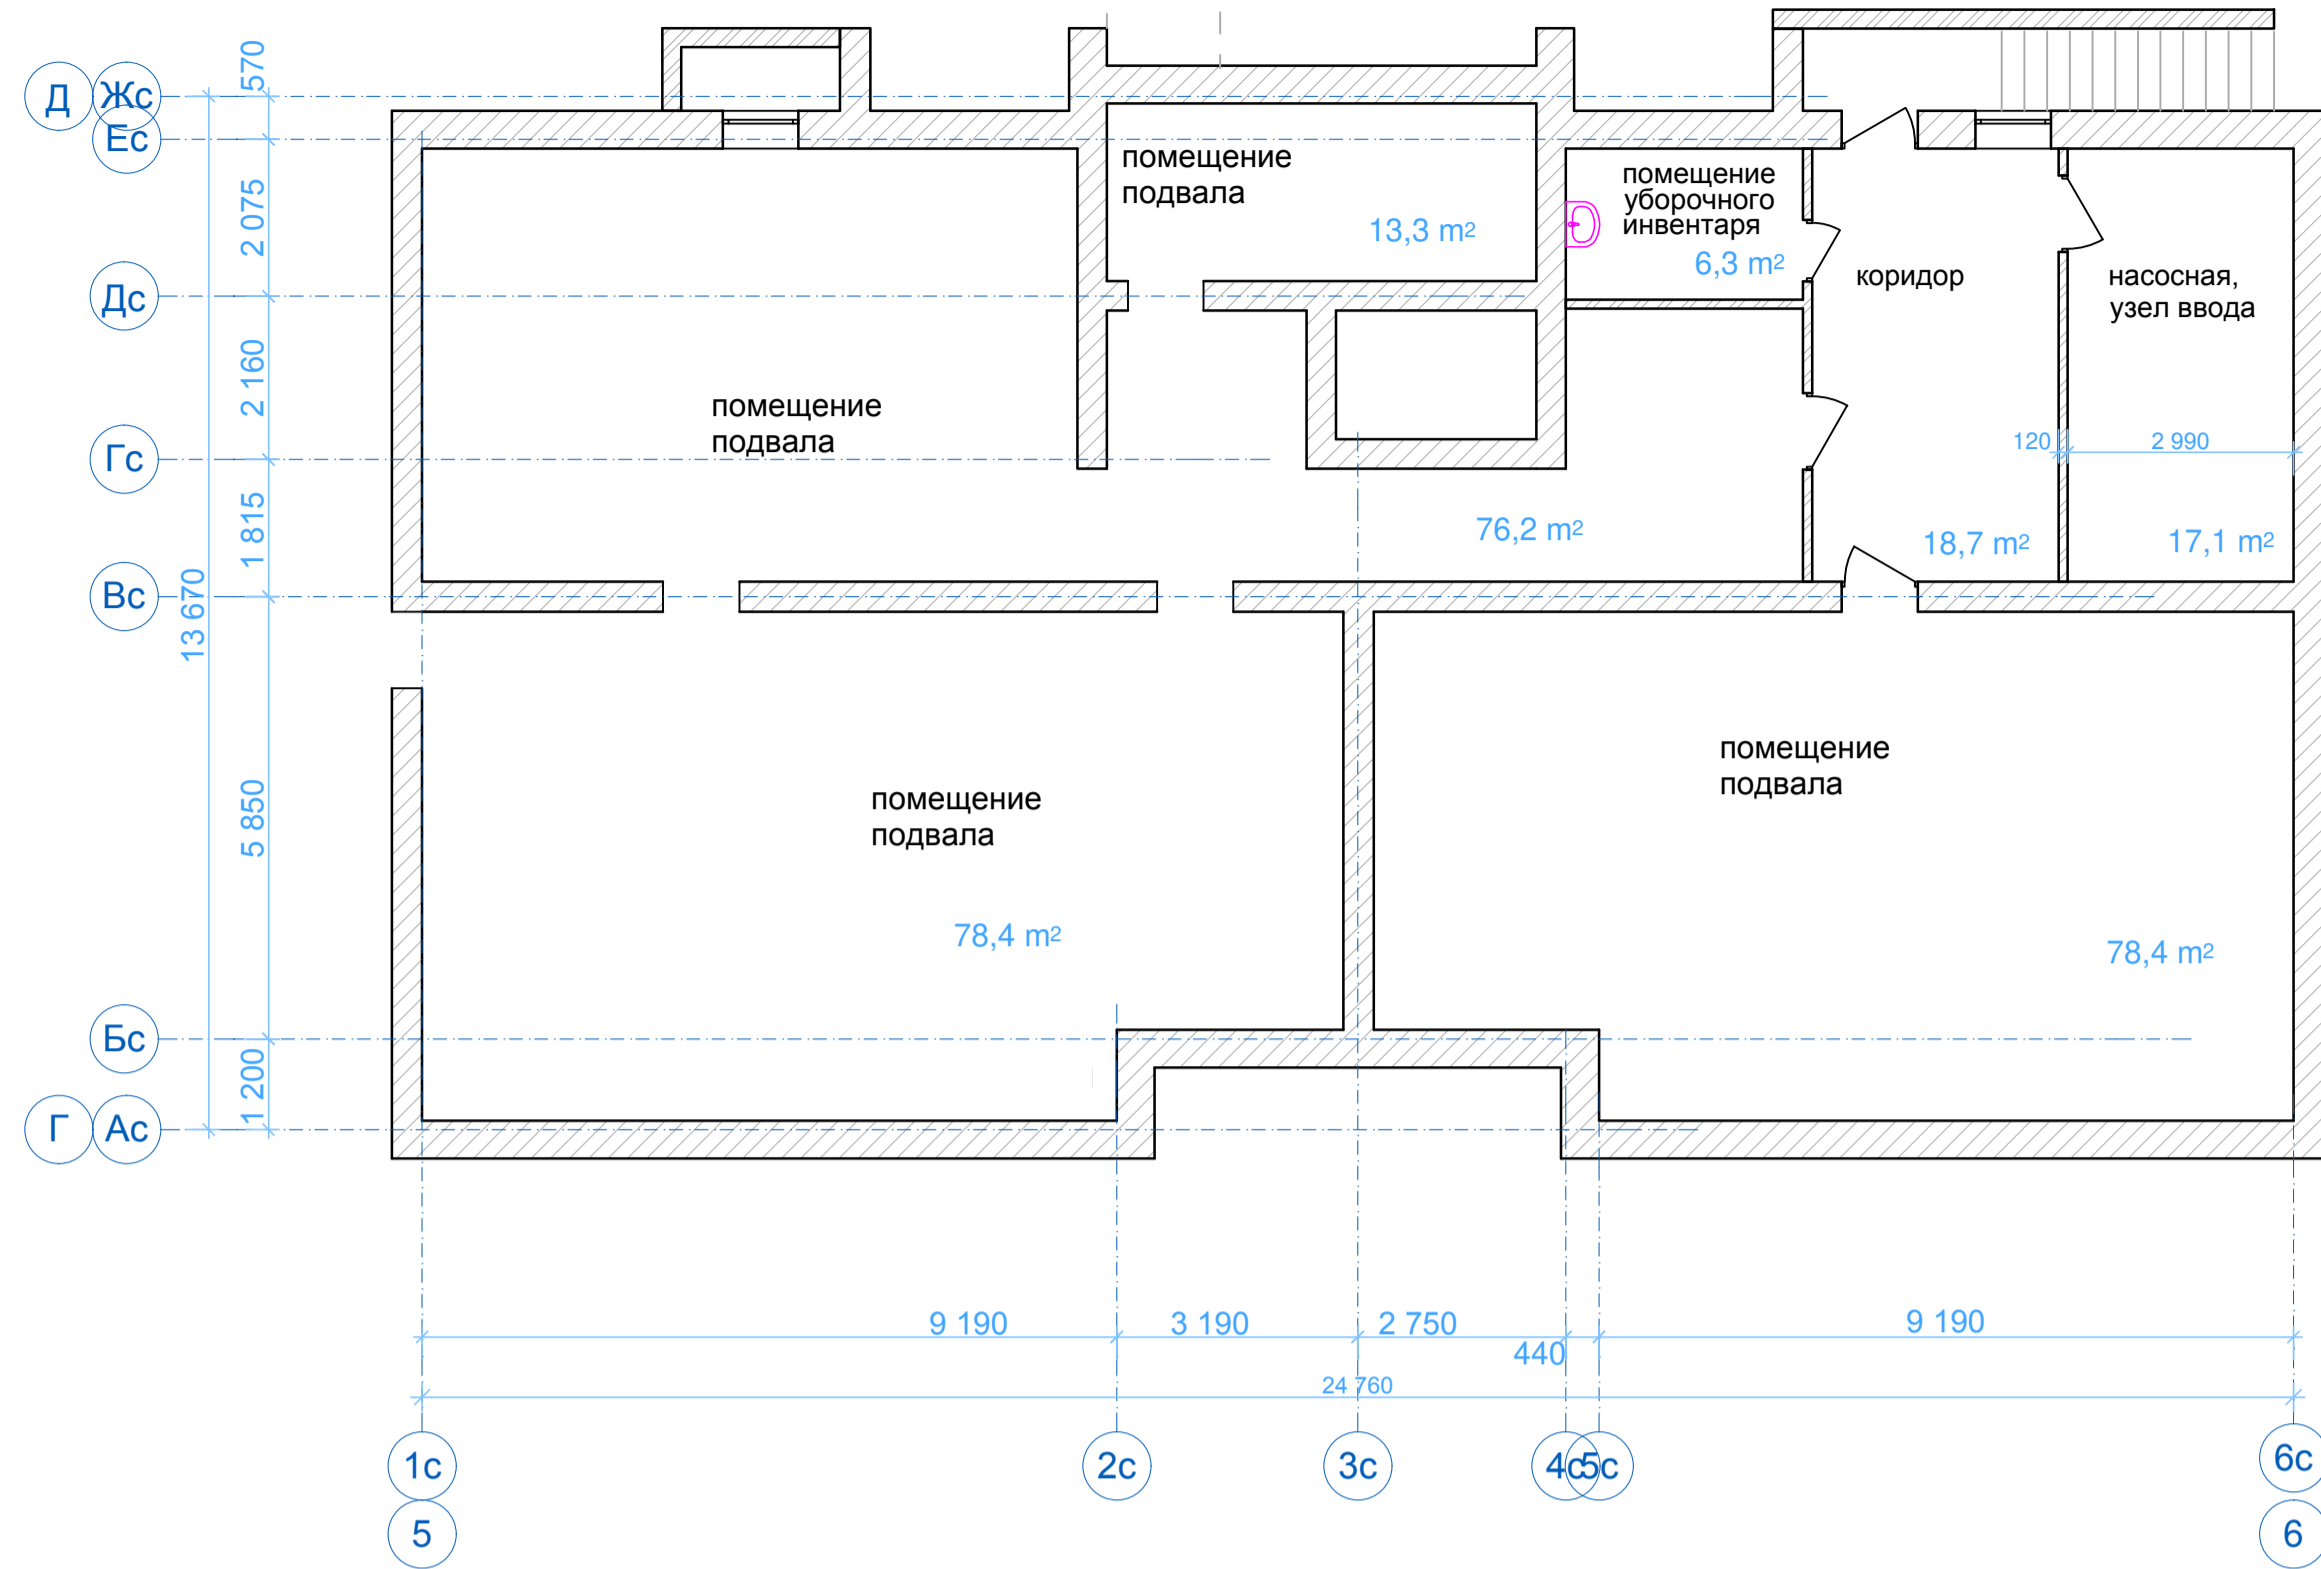 Д
Жс
Ес
Дс
Гс
Вс
Бс
Г
Ас
570
2 075
2 160
1 815
13 670
5 850
1 200
помещение
подвала
13,3 m²
помещение
уборочного
инвентаря
6,3 m²
коридор
насосная,
узел ввода
помещение
подвала
120
2 990
76,2 m²
18,7 m²
17,1 m²
помещение
подвала
78,4 m²
помещение
подвала
78,4 m²
9 190
3 190
2 750
440
9 190
24 760
1с
2с
3с
4с
5с
6с
5
6